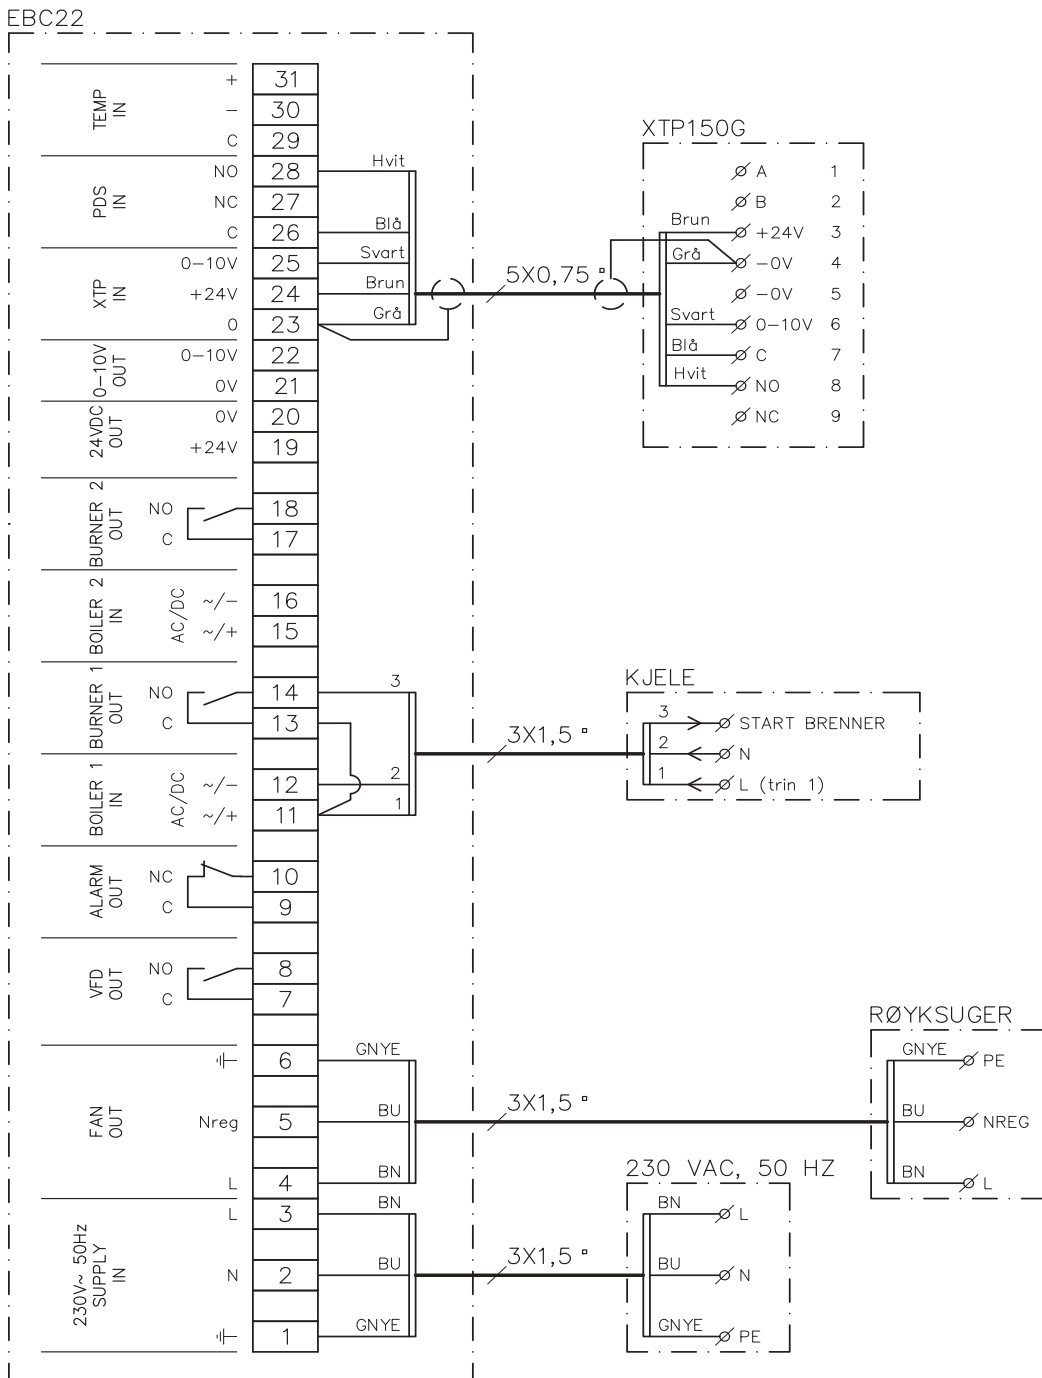 EBC22
TEMP IN
+ 31
− 30
C 29
PDS IN
NO 28 Hvit
NC 27
C 26 Blå
XTP IN
0−10V 25 Svart
+24V 24 Brun
0 23 Grå
5X0,75 ▫
0−10V OUT
0−10V 22
0V 21
24VDC OUT
0V 20
+24V 19
BURNER 2 OUT
NO 18
C 17
BOILER 2 IN
AC/DC
~/− 16
~/+ 15
BURNER 1 OUT
NO 14 3
C 13
BOILER 1 IN
AC/DC
~/− 12 2
~/+ 11 1
3X1,5 ▫
ALARM OUT
NC 10
C 9
VFD OUT
NO 8
C 7
FAN OUT
6 GNYE
Nreg 5 BU
L 4 BN
3X1,5 ▫
230V~ 50Hz SUPPLY IN
L 3 BN
N 2 BU
1 GNYE
3X1,5 ▫
XTP150G
A 1
B 2
Brun +24V 3
Grå −0V 4
−0V 5
Svart 0−10V 6
Blå C 7
Hvit NO 8
NC 9
KJELE
3 START BRENNER
2 N
1 L (trin 1)
RØYKSUGER
GNYE PE
BU NREG
BN L
230 VAC, 50 HZ
BN L
BU N
GNYE PE